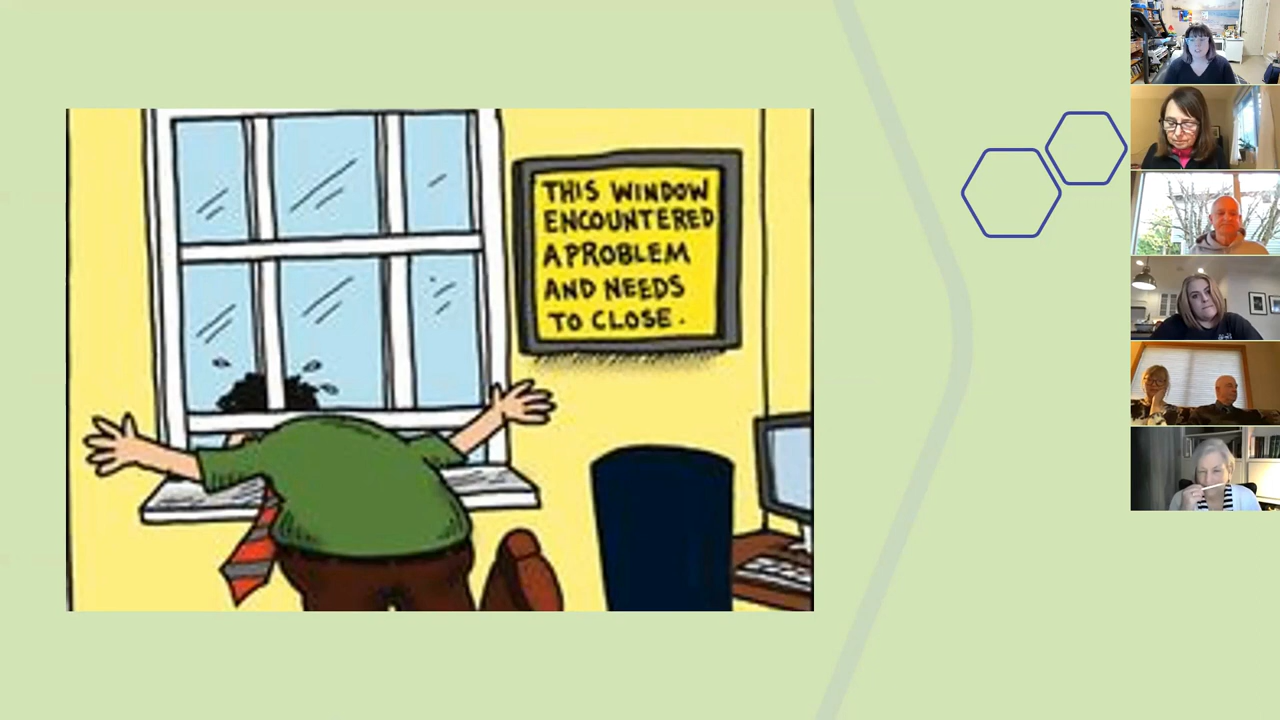 THIS WINDOW
ENCOUNTERED
A PROBLEM
AND NEEDS
TO CLOSE.